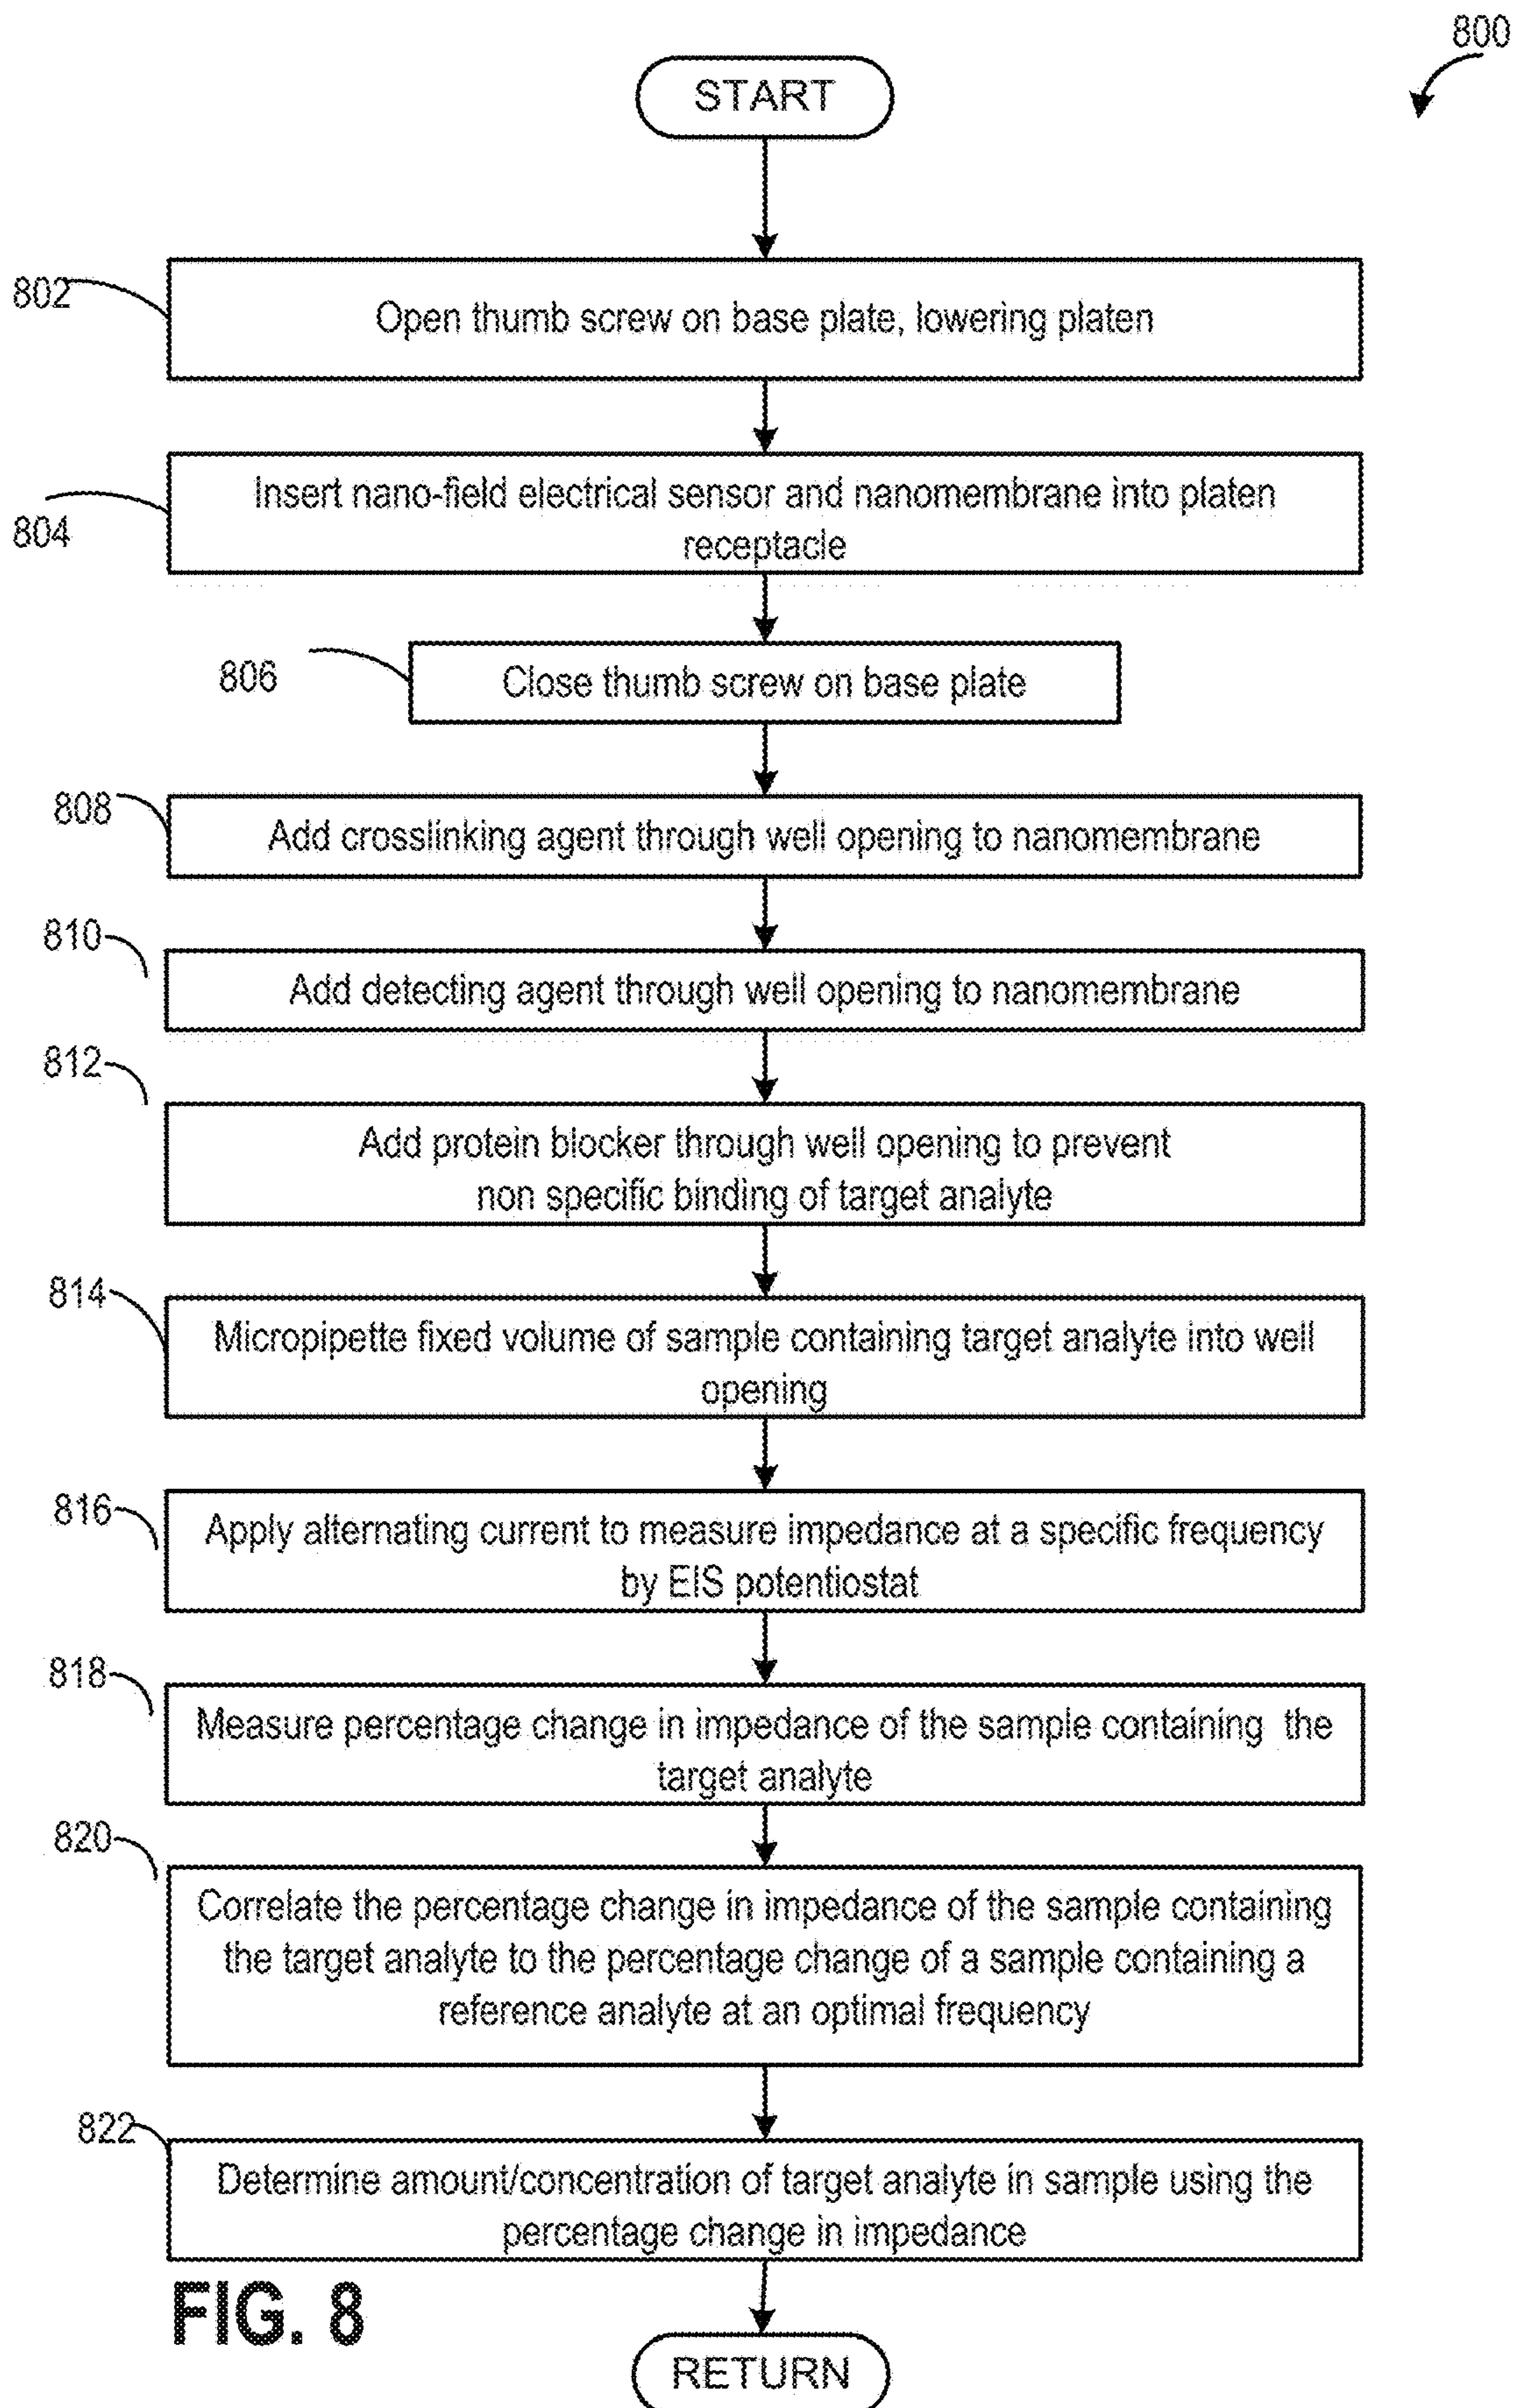 800
START
802
Open thumb screw on base plate, lowering platen
804
Insert nano-field electrical sensor and nanomembrane into platen
receptacle
806
Close thumb screw on base plate
808
Add crosslinking agent through well opening to nanomembrane
810
Add detecting agent through well opening to nanomembrane
812
Add protein blocker through well opening to prevent
non specific binding of target analyte
814
Micropipette fixed volume of sample containing target analyte into well
opening
816
Apply alternating current to measure impedance at a specific frequency
by EIS potentiostat
818
Measure percentage change in impedance of the sample containing the
target analyte
820
Correlate the percentage change in impedance of the sample containing
the target analyte to the percentage change of a sample containing a
reference analyte at an optimal frequency
822
Determine amount/concentration of target analyte in sample using the
percentage change in impedance
FIG. 8
RETURN